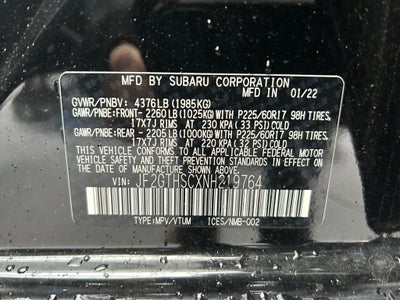 MFD. BY SUBARU CORPORATION
MADE IN 01/22
GVWR/PNBV: 4376LB (1985KG)
GAWR/PNBE:FRONT- 2260LB(1025KG) P225/60R17 98H TIRES,
17X7J RIMS AT 230 KPA ( 33 PSI) COLD
GAWR/PNBE:REAR - 2205LB(1000KG) P225/60R17 98H TIRES,
17X7J RIMS AT 220 KPA( 32 PSI) COLD
THIS VEHICLE CONFORMS TO ALL APPLICABLE
FEDERAL MOTOR VEHICLE SAFETY, BUMPER, AND
THEFT PREVENTION STANDARDS IN EFFECT ON THE
DATE OF MANUFACTURE SHOWN ABOVE.
VIN: JF2GTHSCXNH219764
TYPE:MPV/VTUM ICES/NMB-002